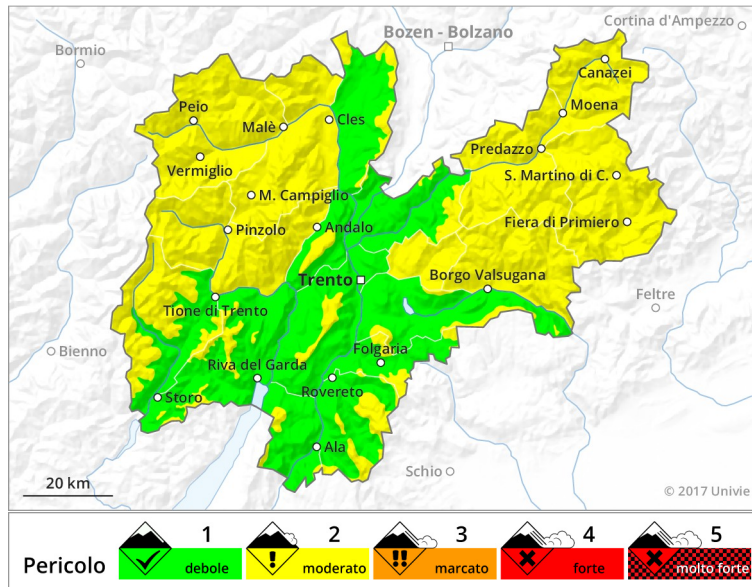 Cortina d'Ampezzo
Bozen - Bolzano
Bormio
Canazei
Peio
Moena
Malè
Cles
Predazzo
Vermiglio
S. Martino di C.
M. Campiglio
Fiera di Primiero
Pinzolo
Andalo
Trento
Borgo Valsugana
Feltre
Tione di Trento
Bienno
Folgaria
Riva del Garda
Rovereto
Storo
Ala
Schio
20 km
© 2017 Univie
Pericolo
1
debole
2
!
moderato
3
!!
marcato
4
forte
5
molto forte